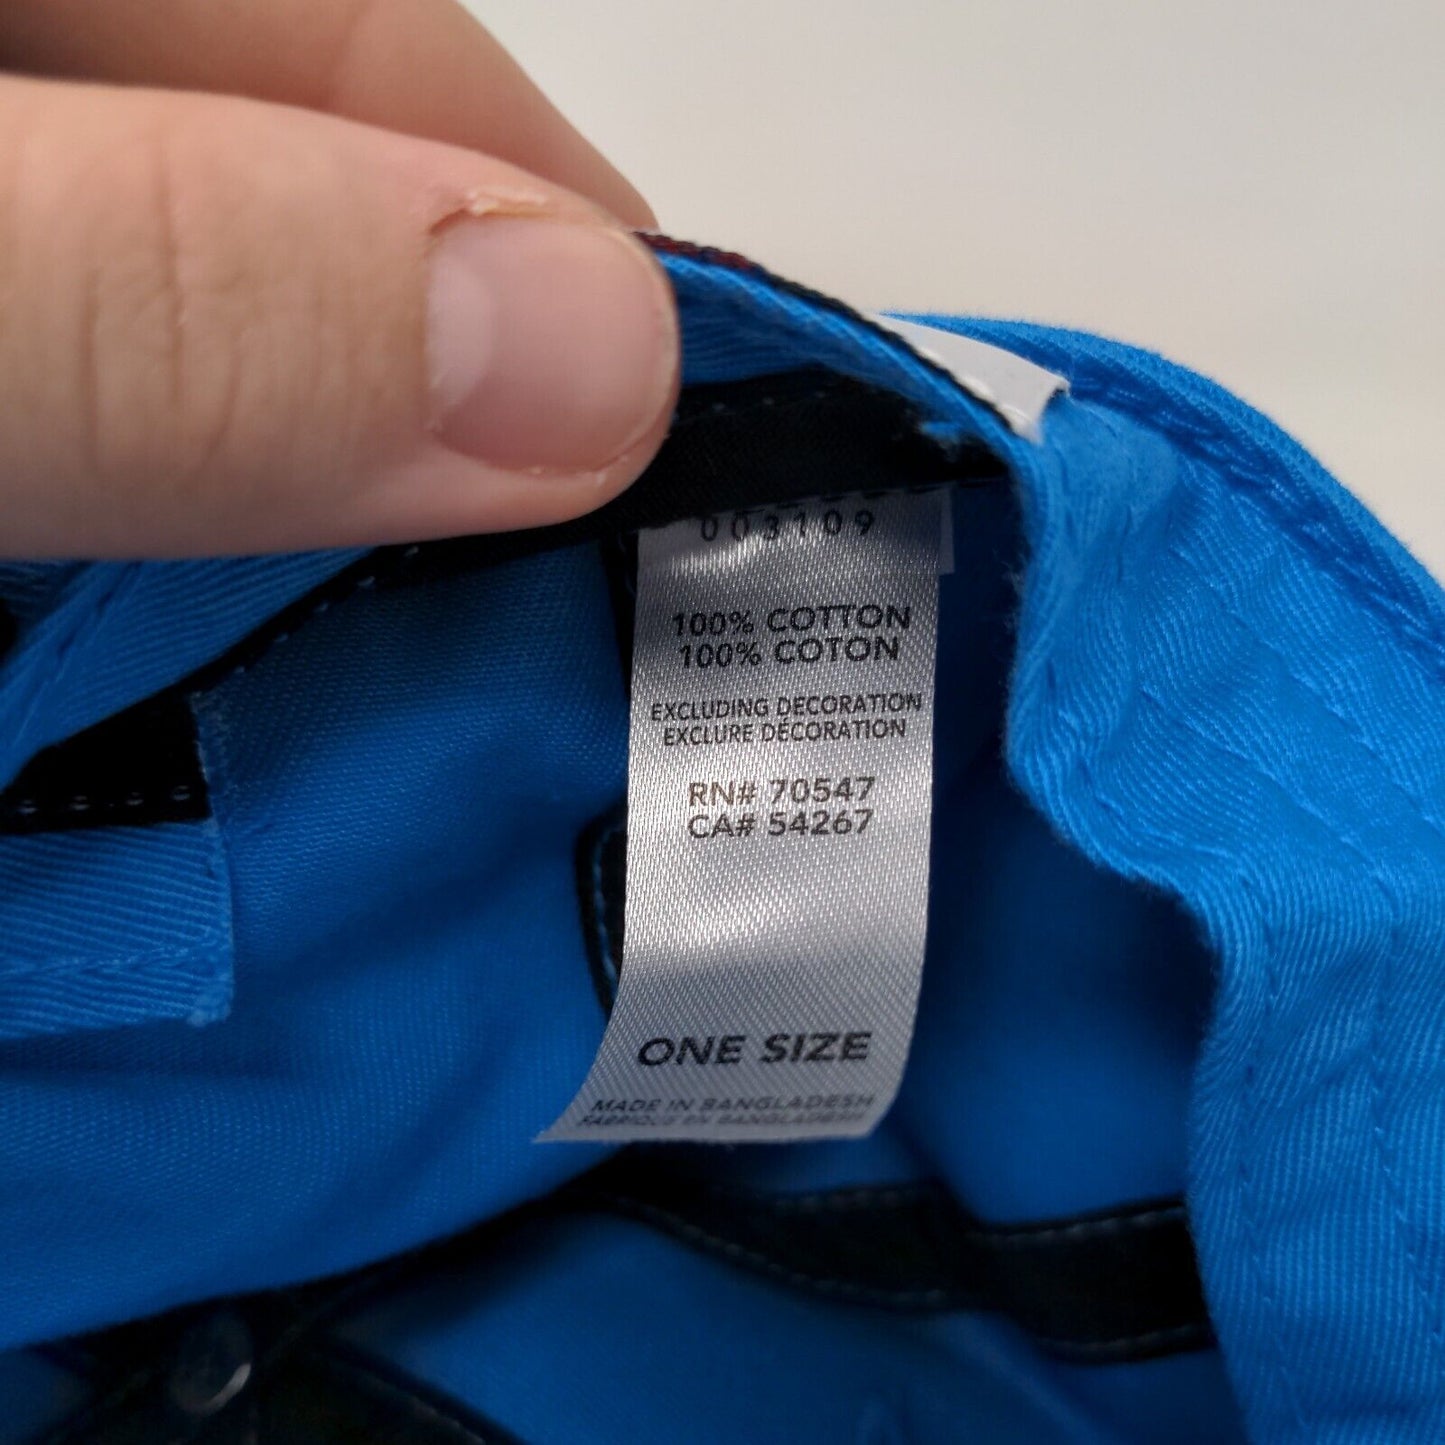 003109
100% COTTON
100% COTON
EXCLUDING DECORATION
EXCLURE DÉCORATION
RN# 70547
CA# 54267
ONE SIZE
MADE IN BANGLADESH
FABRIQUÉ EN BANGLADESH